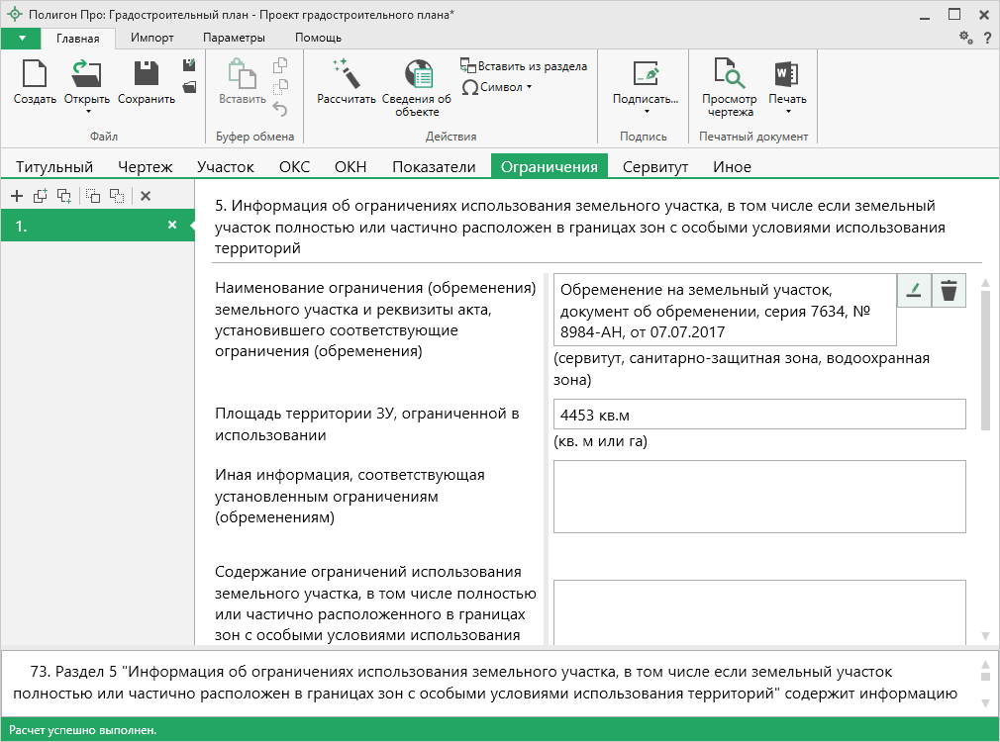 Полигон Про: Градостроительный план - Проект градостроительного плана*
Главная Импорт Параметры Помощь
?
Создать Открыть Сохранить
Файл
Вставить
Буфер обмена
Рассчитать Сведения об объекте
Вставить из раздела
Символ
Действия
Подписать...
Подпись
Просмотр чертежа Печать
Печатный документ
Титульный Чертеж Участок ОКС ОКН Показатели Ограничения Сервитут Иное
1.
5. Информация об ограничениях использования земельного участка, в том числе если земельный
участок полностью или частично расположен в границах зон с особыми условиями использования
территорий
Наименование ограничения (обременения)
земельного участка и реквизиты акта,
установившего соответствующие
ограничения (обременения)
Обременение на земельный участок,
документ об обременении, серия 7634, №
8984-АН, от 07.07.2017
(сервитут, санитарно-защитная зона, водоохранная
зона)
Площадь территории ЗУ, ограниченной в
использовании
4453 кв.м
(кв. м или га)
Иная информация, соответствующая
установленным ограничениям
(обременениям)
Содержание ограничений использования
земельного участка, в том числе полностью
или частично расположенного в границах
зон с особыми условиями использования
73. Раздел 5 "Информация об ограничениях использования земельного участка, в том числе если земельный участок
полностью или частично расположен в границах зон с особыми условиями использования территорий" содержит информацию
Расчет успешно выполнен.